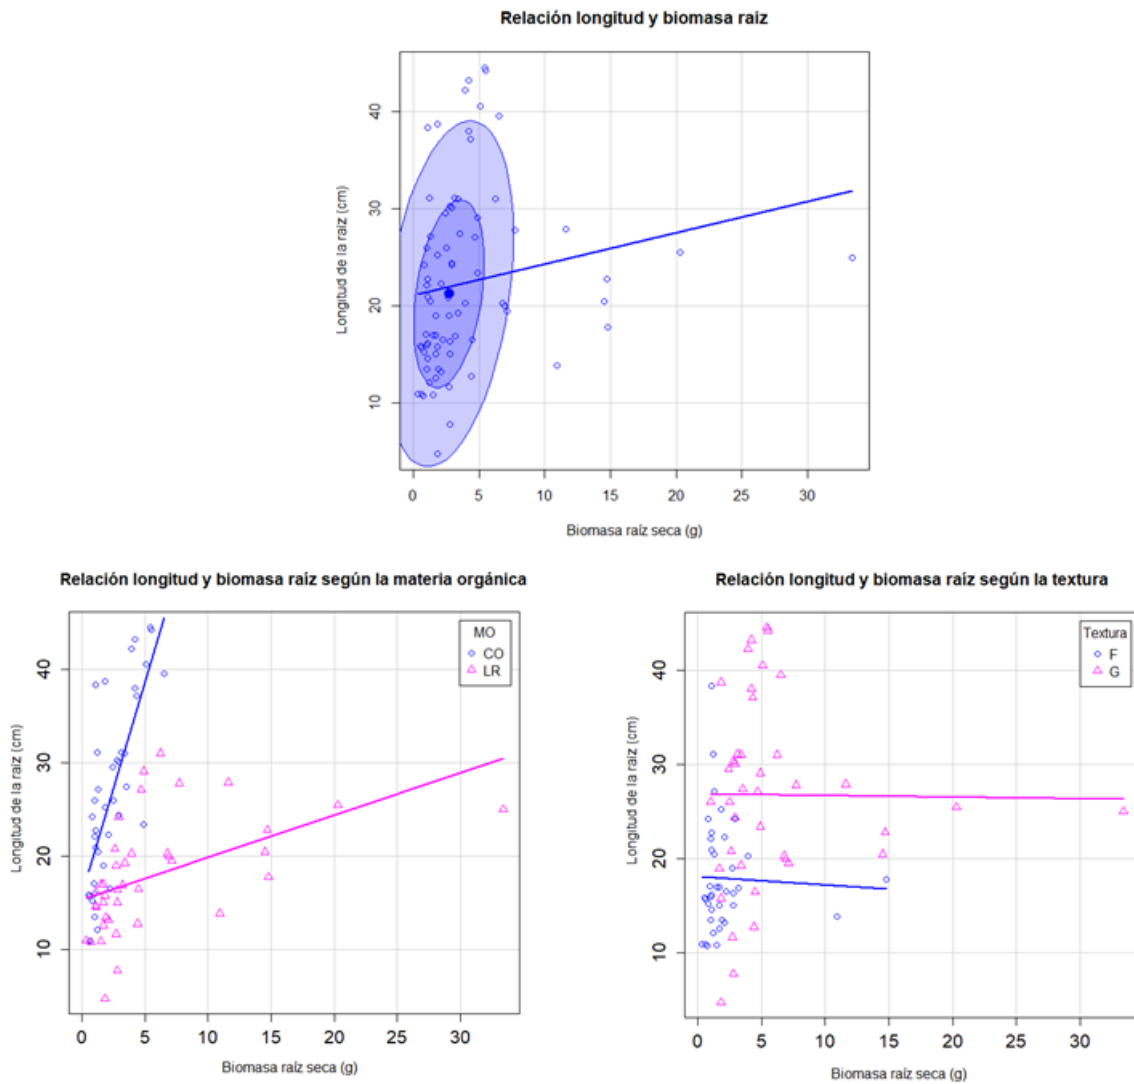 Relación longitud y biomasa raiz
Longitud de la raiz (cm)
40
30
20
10
0 5 10 15 20 25 30
Biomasa raíz seca (g)
Relación longitud y biomasa raíz según la materia orgánica
Longitud de la raíz (cm)
40
30
20
10
MO
CO
LR
0 5 10 15 20 25 30
Biomasa raíz seca (g)
Relación longitud y biomasa raíz según la textura
Longitud de la raíz (cm)
40
30
20
10
Textura
F
G
0 5 10 15 20 25 30
Biomasa raíz seca (g)